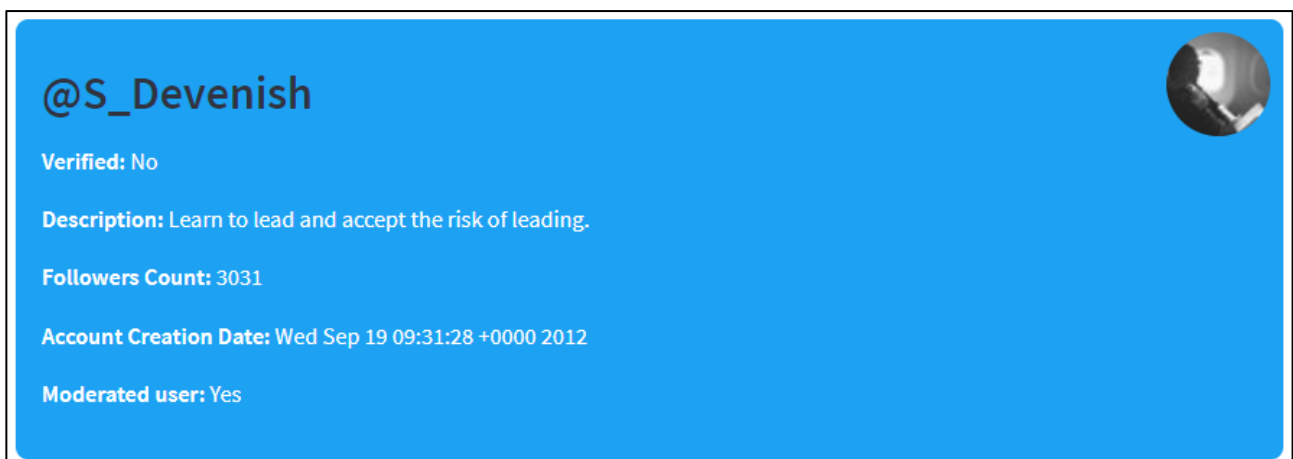 @S_Devenish
Verified: No
Description: Learn to lead and accept the risk of leading.
Followers Count: 3031
Account Creation Date: Wed Sep 19 09:31:28 +0000 2012
Moderated user: Yes